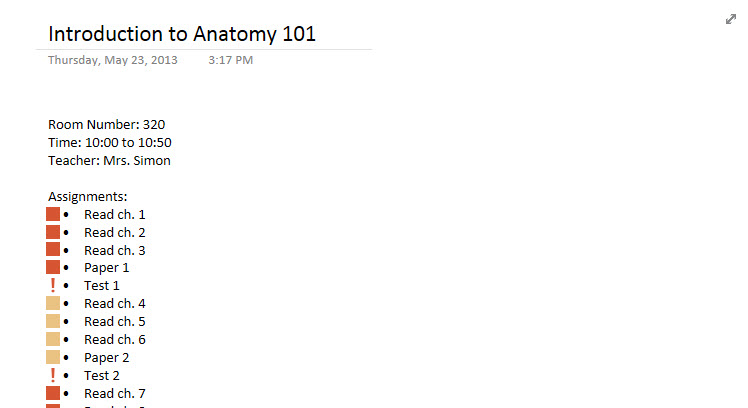 Introduction to Anatomy 101
Thursday, May 23, 2013 3:17 PM
Room Number: 320
Time: 10:00 to 10:50
Teacher: Mrs. Simon
Assignments:
• Read ch. 1
• Read ch. 2
• Read ch. 3
• Paper 1
! • Test 1
• Read ch. 4
• Read ch. 5
• Read ch. 6
• Paper 2
! • Test 2
• Read ch. 7